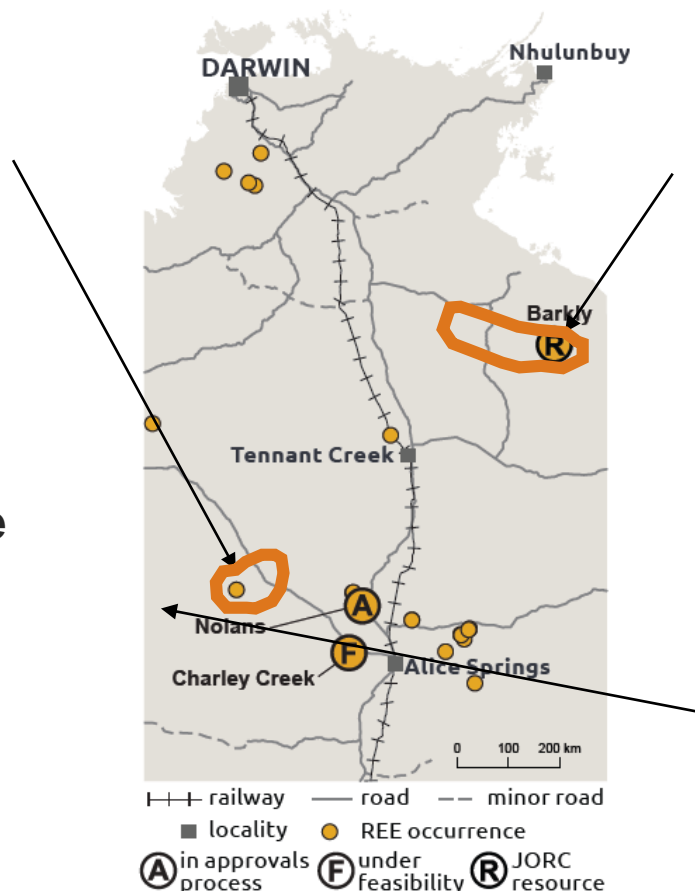 Nhulunbuy
DARWIN
Barkly
R
Tennant Creek
e
A
Nolans
F
Charley Creek
Alice Springs
0 100 200 km
railway road minor road
locality REE occurrence
A in approvals process F under feasibility R JORC resource